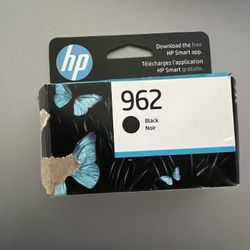 hp
Download the free
HP Smart app.
Téléchargez l'application
HP Smart gratuite.
962
Black
Noir